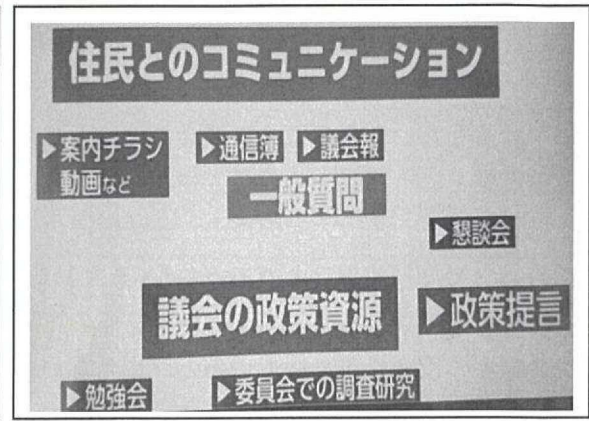 住民とのコミュニケーション
▶案内チラシ
動画など
▶通信簿
▶議会報
一般質問
▶懇談会
議会の政策資源
▶政策提言
▶勉強会
▶委員会での調査研究